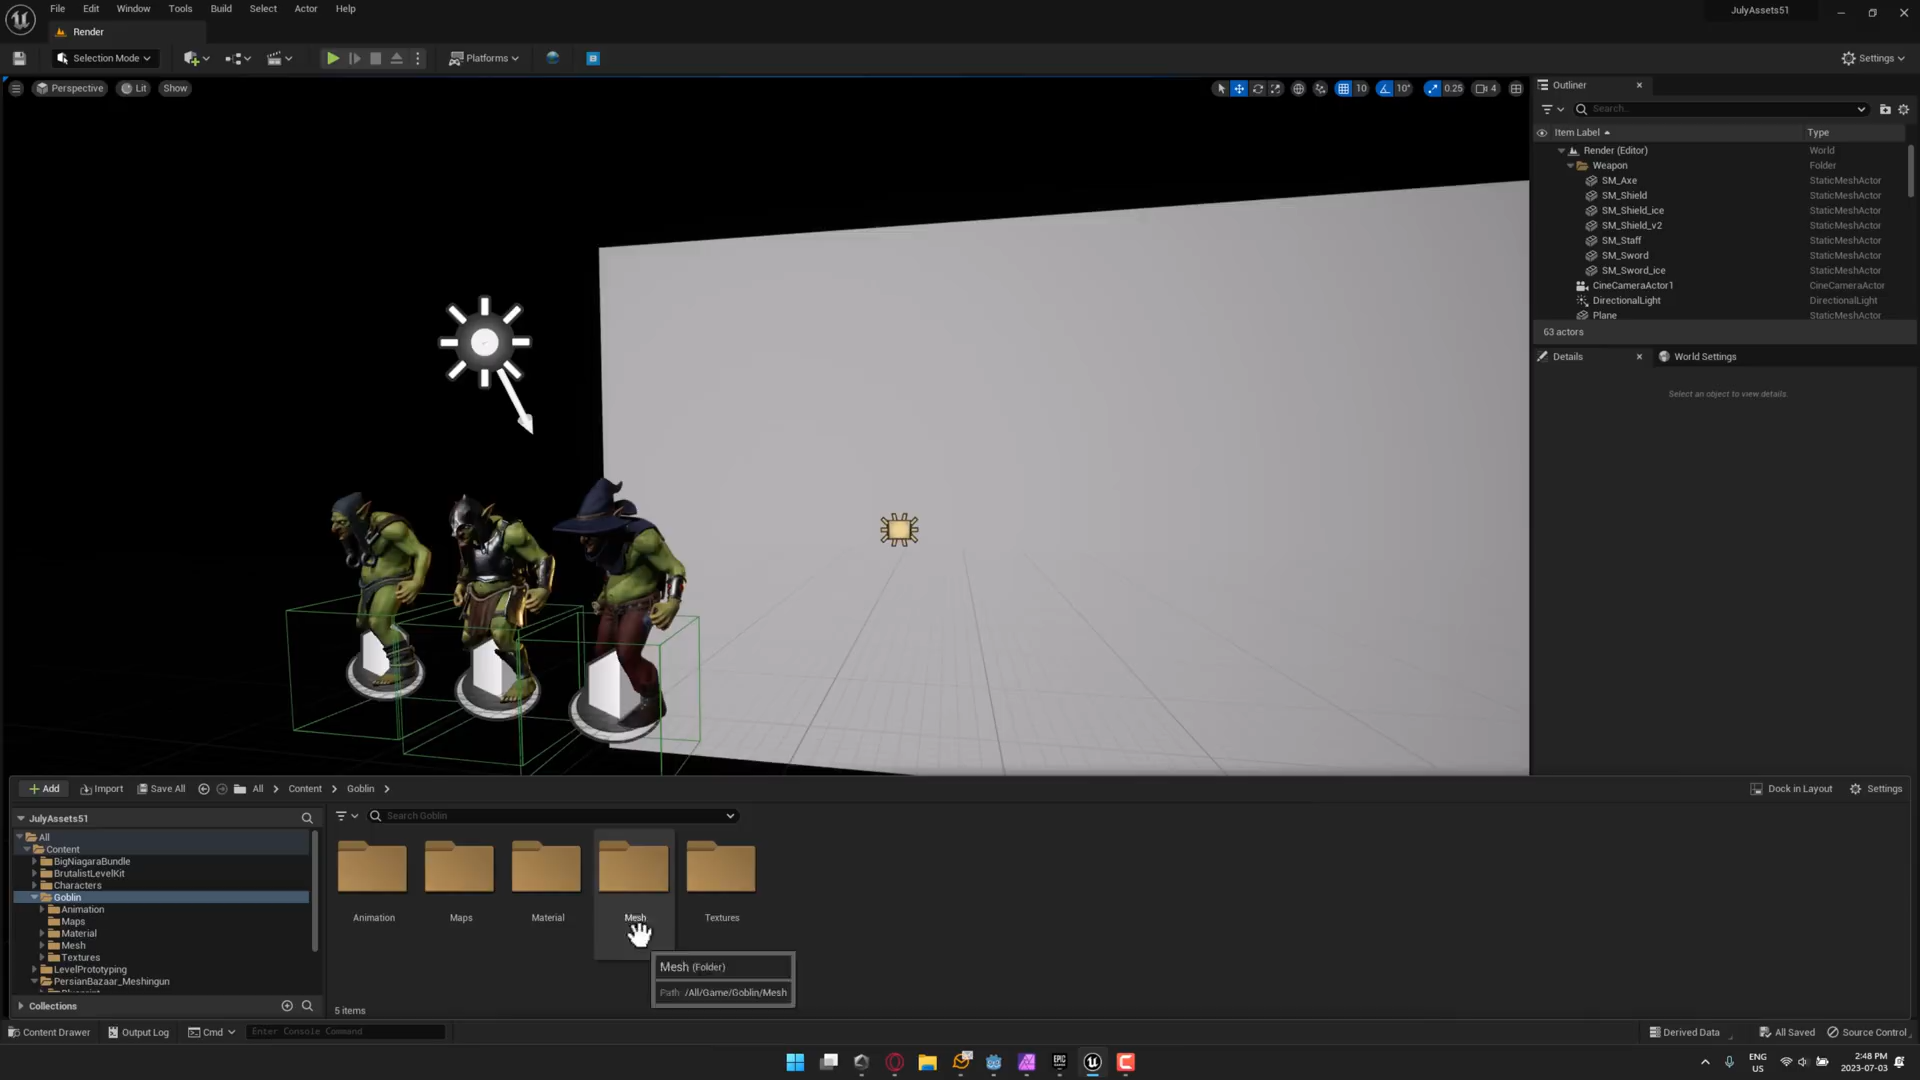 File Edit Window Tools Build Select Actor Help
JulyAssets51
Render
Selection Mode
Platforms
Settings
Perspective
Lit
Show
10
10°
0.25
4
Outliner
Search...
Item Label
Type
Render (Editor) World
Weapon Folder
SM_Axe StaticMeshActor
SM_Shield StaticMeshActor
SM_Shield_ice StaticMeshActor
SM_Shield_v2 StaticMeshActor
SM_Staff StaticMeshActor
SM_Sword StaticMeshActor
SM_Sword_ice StaticMeshActor
CineCameraActor1 CineCameraActor
DirectionalLight DirectionalLight
Plane StaticMeshActor
63 actors
Details
World Settings
Select an object to view details.
Add
Import
Save All
All
Content
Goblin
Dock in Layout
Settings
JulyAssets51
Search Goblin
All
Content
BigNiagaraBundle
BrutalistLevelKit
Characters
Goblin
Animation
Maps
Material
Mesh
Textures
LevelPrototyping
PersianBazaar_Meshingun
Collections
Animation
Maps
Material
Mesh
Textures
Mesh (Folder)
Path: /All/Game/Goblin/Mesh
5 items
Content Drawer
Output Log
Cmd
Enter Console Command
Derived Data
All Saved
Source Control
EPIC
ENG
US
2:48 PM
2023-07-03